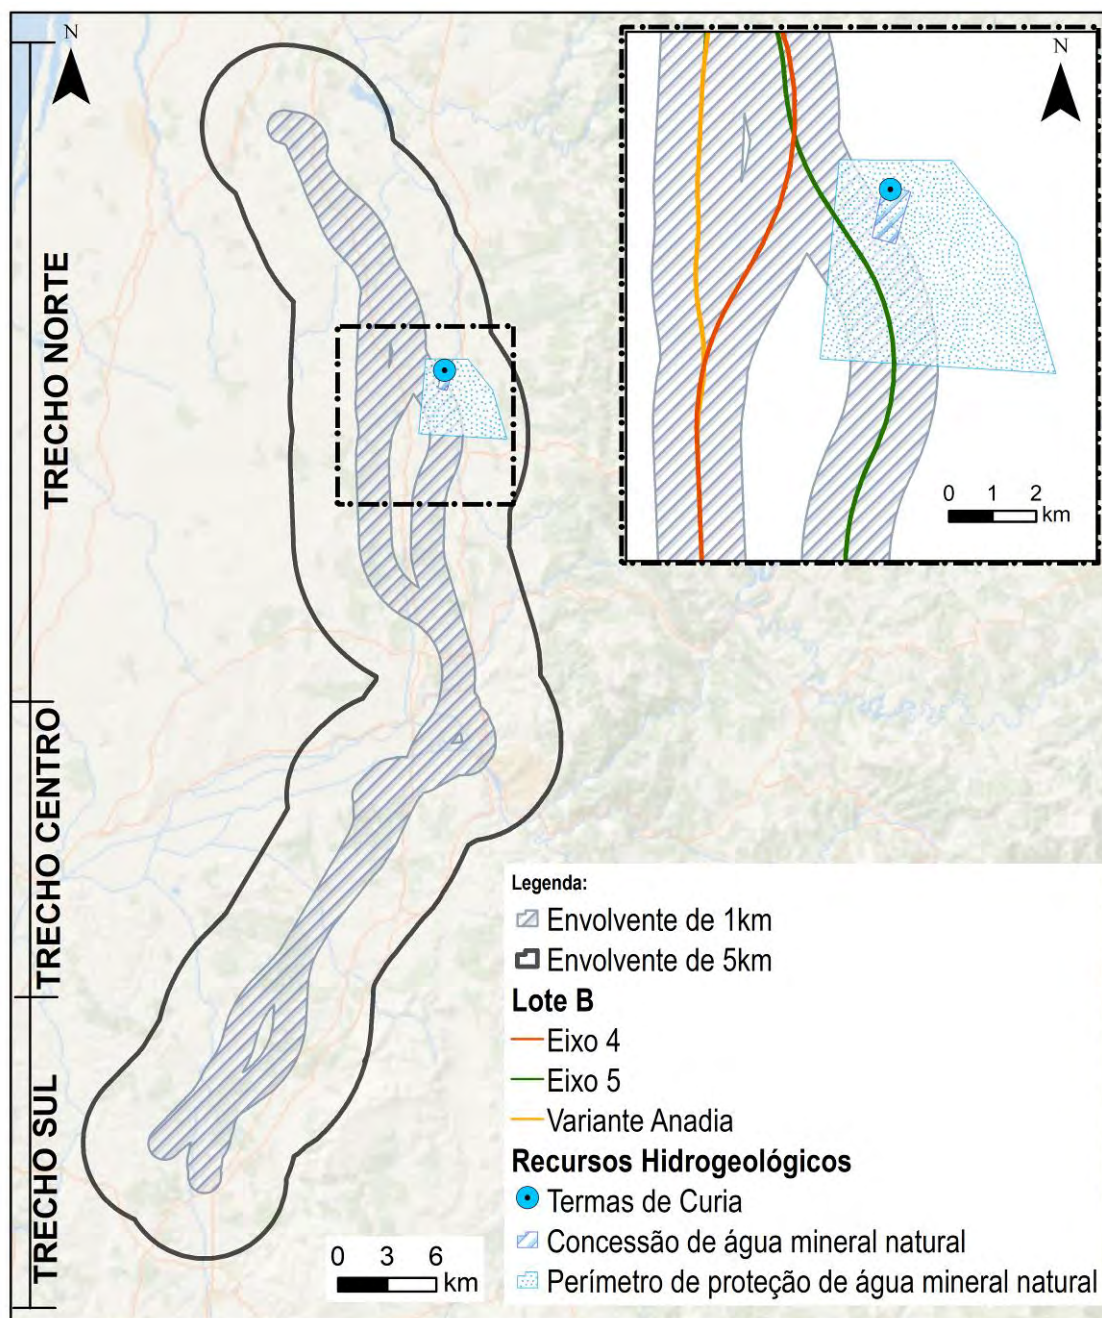 N
N
TRECHO NORTE
TRECHO CENTRO
TRECHO SUL
0 1 2
km
Legenda:
Envolvente de 1km
Envolvente de 5km
Lote B
Eixo 4
Eixo 5
Variante Anadia
Recursos Hidrogeológicos
Termas de Curia
Concessão de água mineral natural
Perímetro de proteção de água mineral natural
0 3 6
km